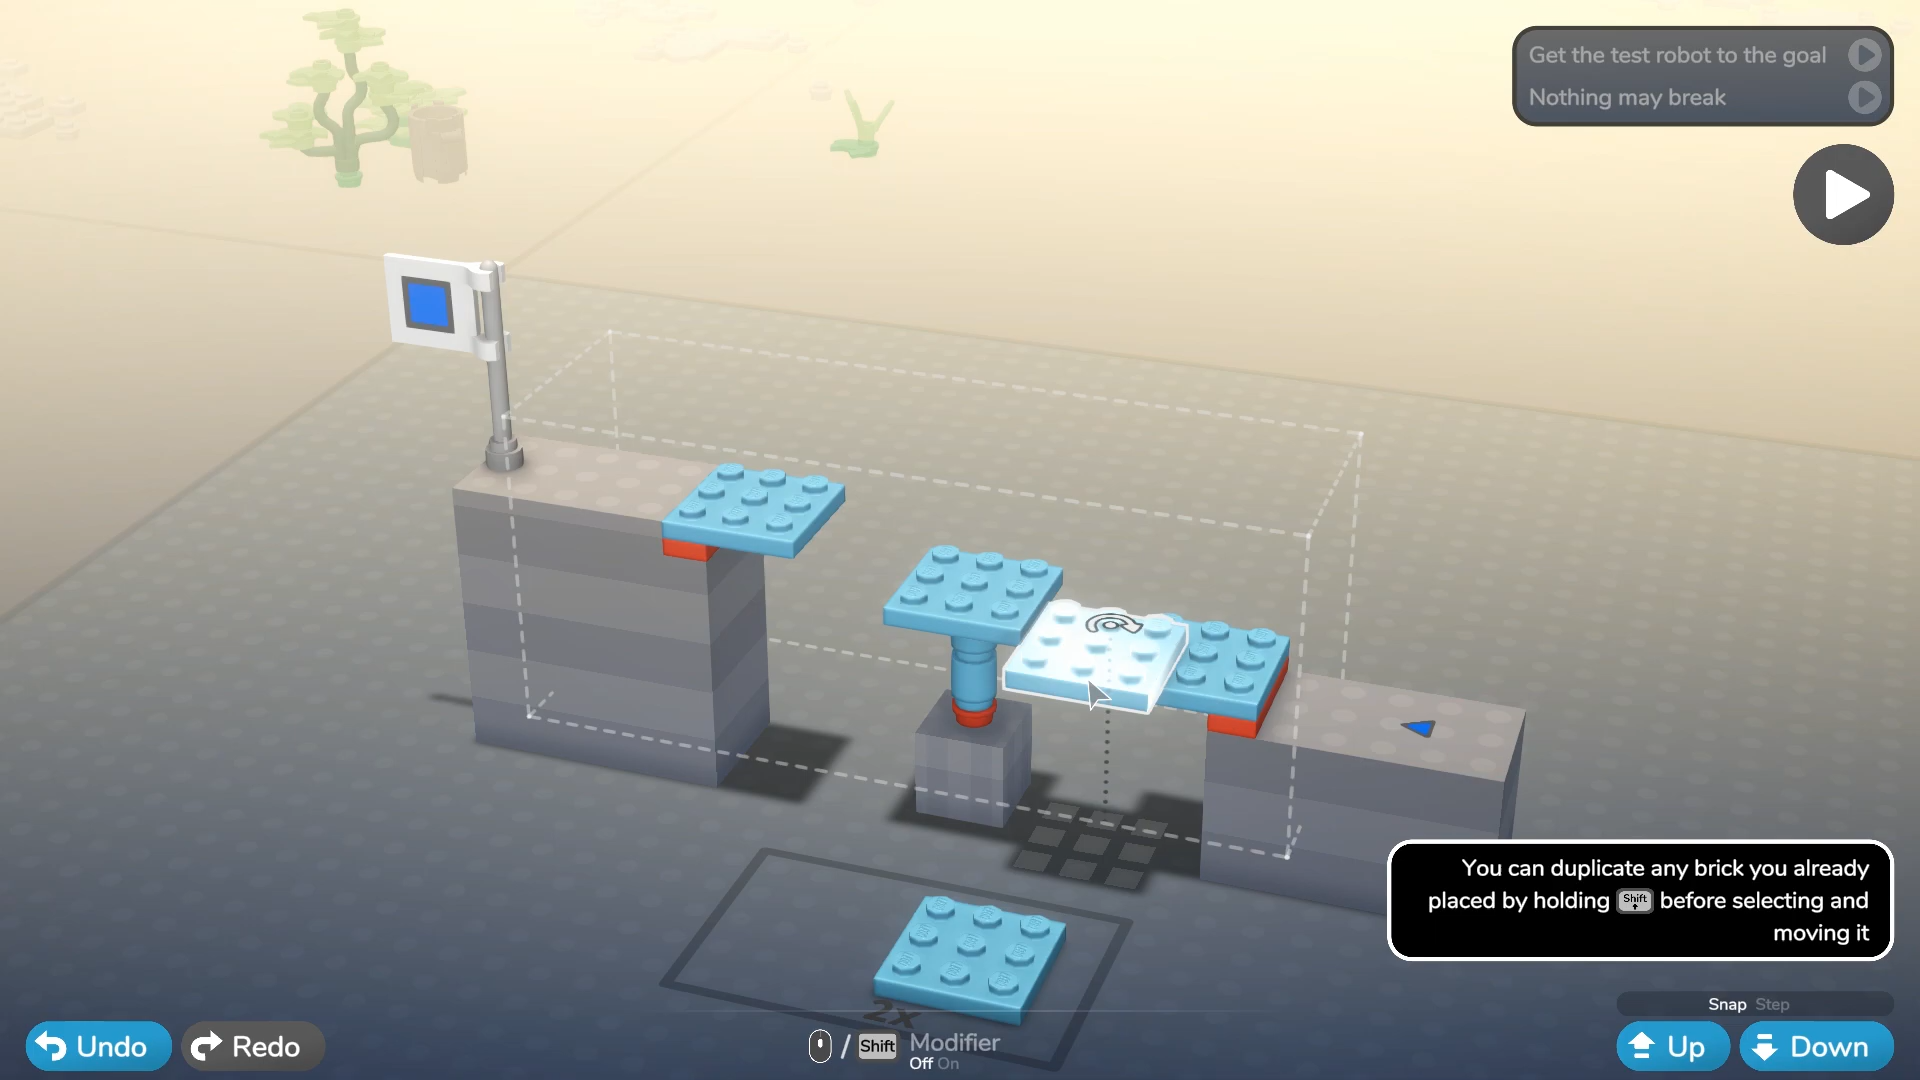 Get the test robot to the goal
Nothing may break
You can duplicate any brick you already
placed by holding Shift before selecting and
moving it
2x
Snap Step
Undo
Redo
/ Shift Modifier
Off On
Up
Down